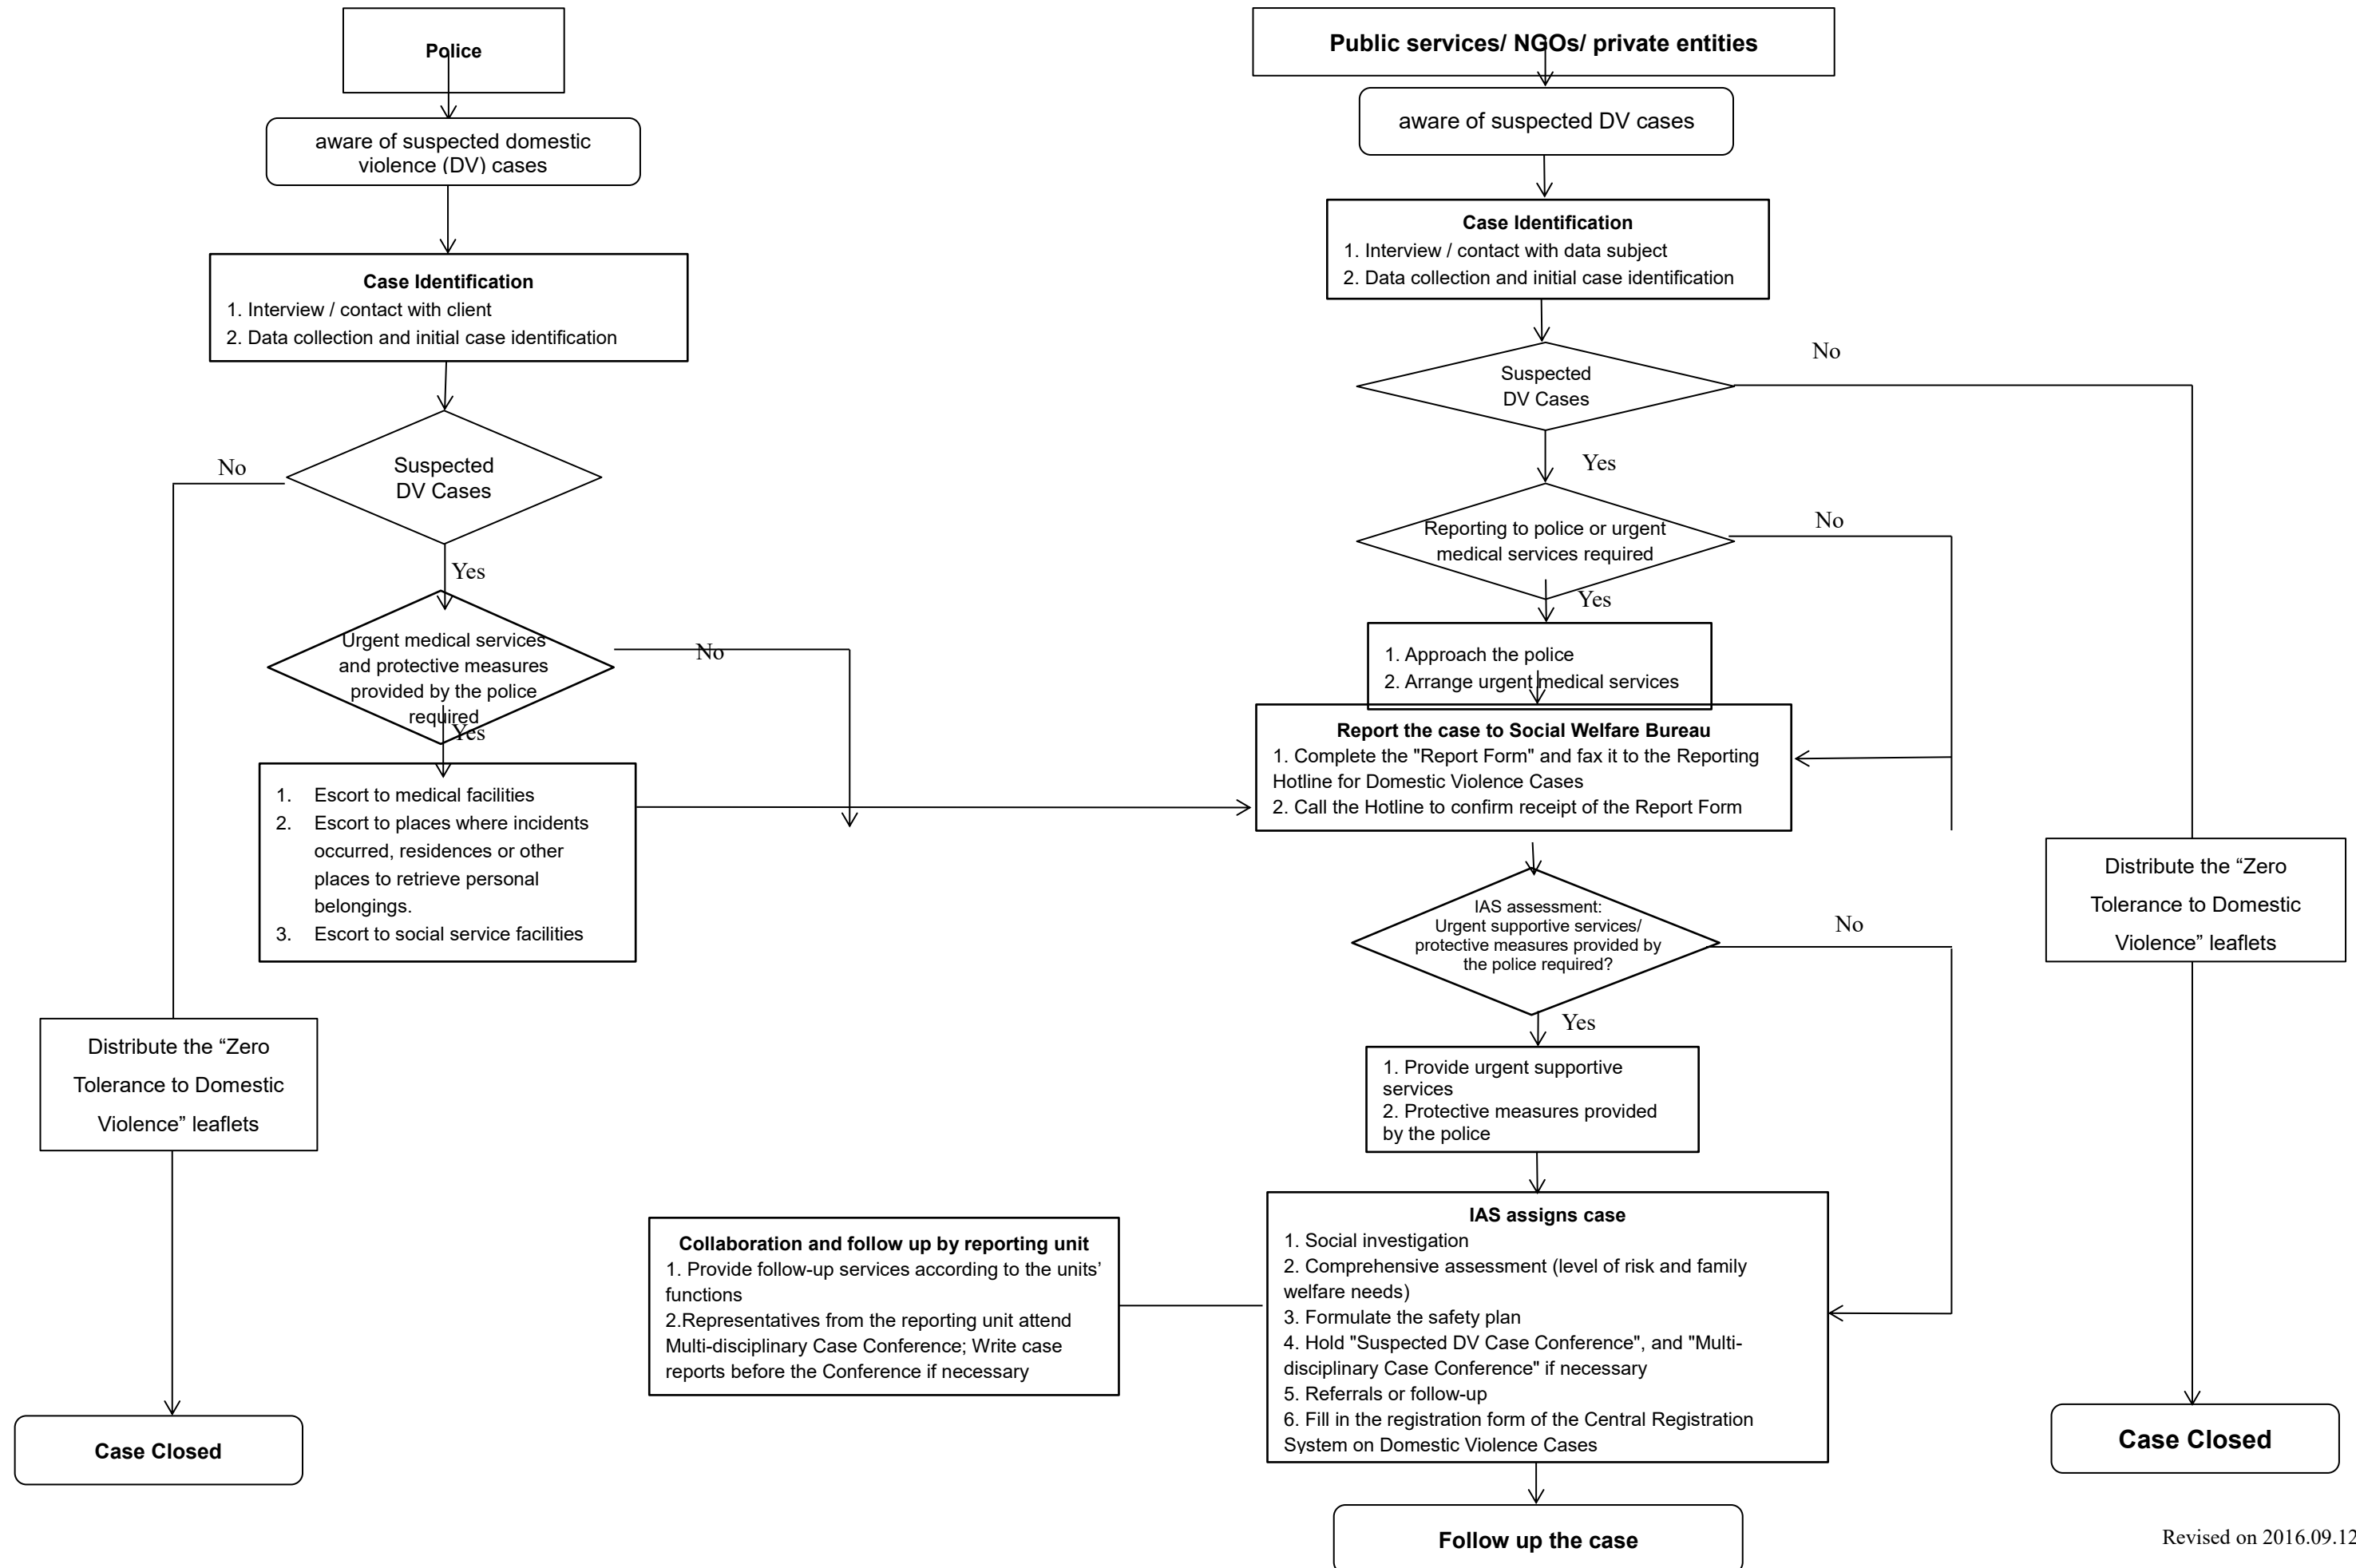 Police
aware of suspected domestic
violence (DV) cases
Case Identification
1. Interview / contact with client
2. Data collection and initial case identification
Suspected
DV Cases
No
Yes
Urgent medical services
and protective measures
provided by the police
required
No
Yes
1. Escort to medical facilities
2. Escort to places where incidents
occurred, residences or other
places to retrieve personal
belongings.
3. Escort to social service facilities
Distribute the “Zero
Tolerance to Domestic
Violence” leaflets
Case Closed
Public services/ NGOs/ private entities
aware of suspected DV cases
Case Identification
1. Interview / contact with data subject
2. Data collection and initial case identification
Suspected
DV Cases
No
Yes
Reporting to police or urgent
medical services required
No
Yes
1. Approach the police
2. Arrange urgent medical services
Report the case to Social Welfare Bureau
1. Complete the "Report Form" and fax it to the Reporting
Hotline for Domestic Violence Cases
2. Call the Hotline to confirm receipt of the Report Form
IAS assessment:
Urgent supportive services/
protective measures provided by
the police required?
No
Yes
1. Provide urgent supportive
services
2. Protective measures provided
by the police
IAS assigns case
1. Social investigation
2. Comprehensive assessment (level of risk and family
welfare needs)
3. Formulate the safety plan
4. Hold "Suspected DV Case Conference", and "Multi-
disciplinary Case Conference" if necessary
5. Referrals or follow-up
6. Fill in the registration form of the Central Registration
System on Domestic Violence Cases
Collaboration and follow up by reporting unit
1. Provide follow-up services according to the units’
functions
2.Representatives from the reporting unit attend
Multi-disciplinary Case Conference; Write case
reports before the Conference if necessary
Follow up the case
Distribute the “Zero
Tolerance to Domestic
Violence” leaflets
Case Closed
Revised on 2016.09.12